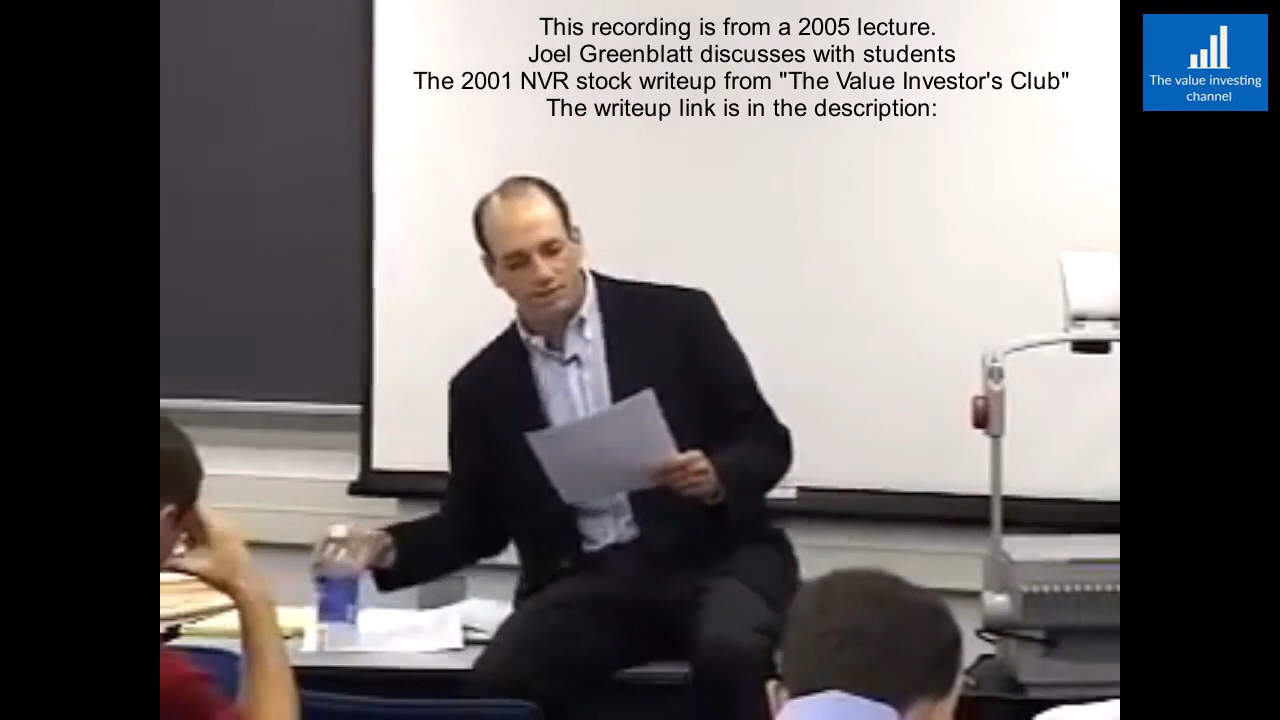 This recording is from a 2005 lecture.
Joel Greenblatt discusses with students
The 2001 NVR stock writeup from "The Value Investor's Club"
The writeup link is in the description:
The value investing
channel